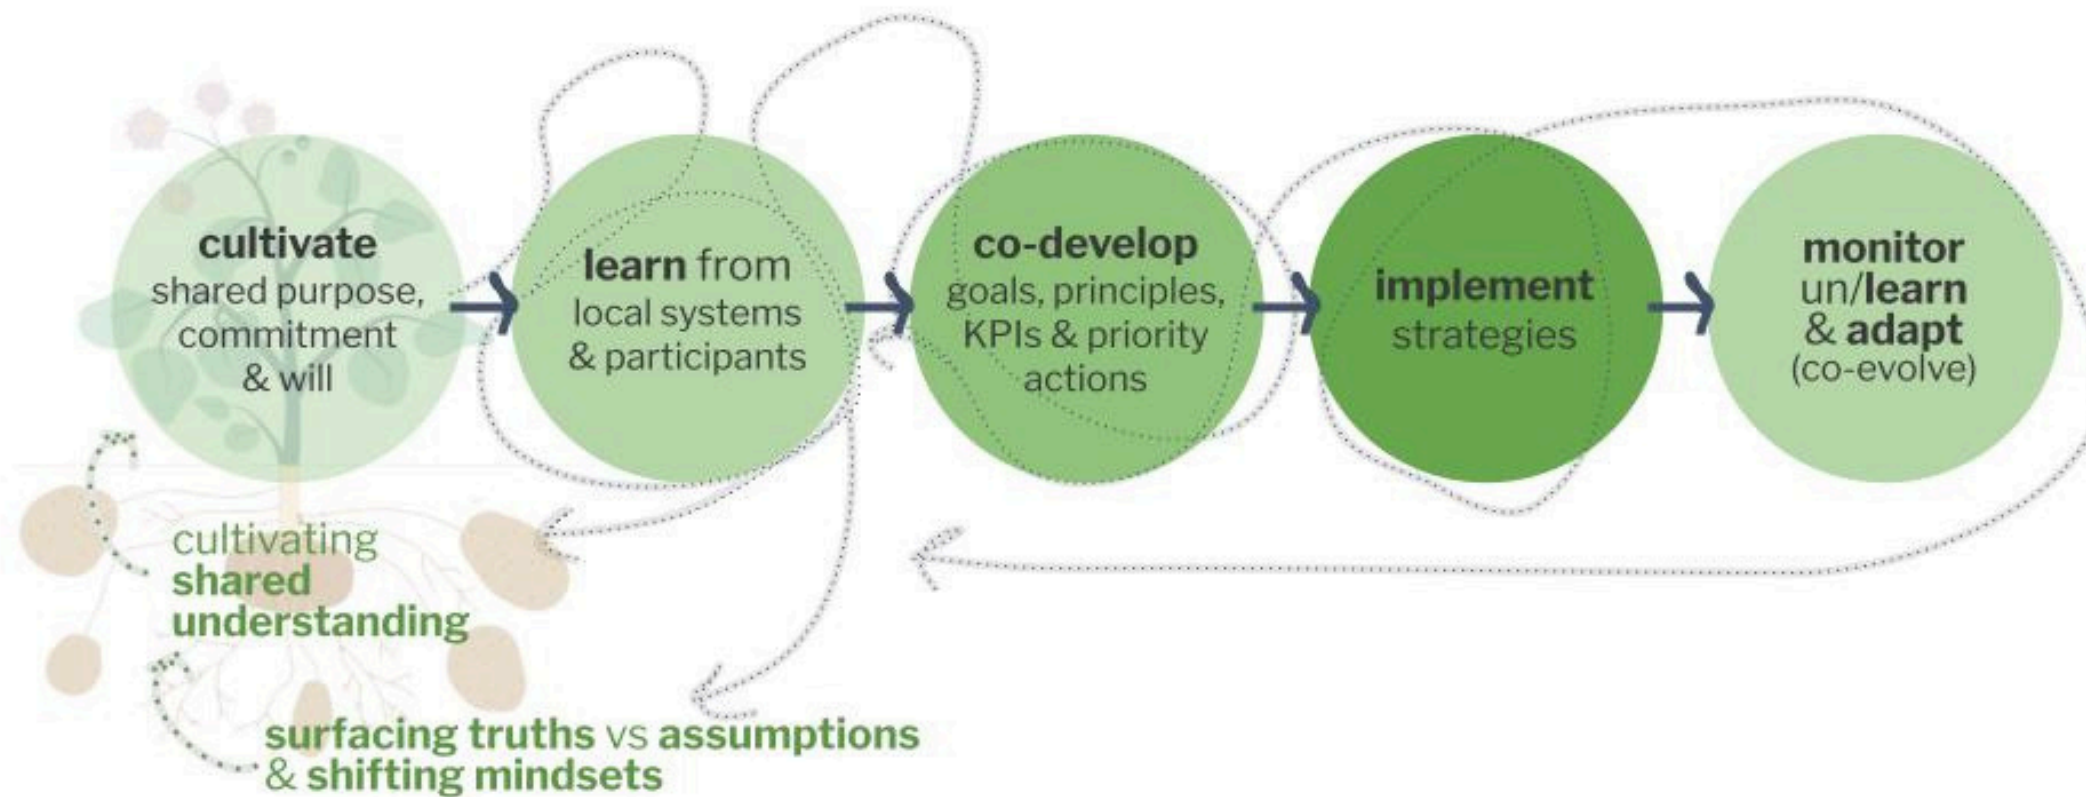 cultivate
shared purpose,
commitment
& will
learn from
local systems
& participants
co-develop
goals, principles,
KPIs & priority
actions
implement
strategies
monitor
un/learn
& adapt
(co-evolve)
cultivating
shared
understanding
surfacing truths vs assumptions
& shifting mindsets